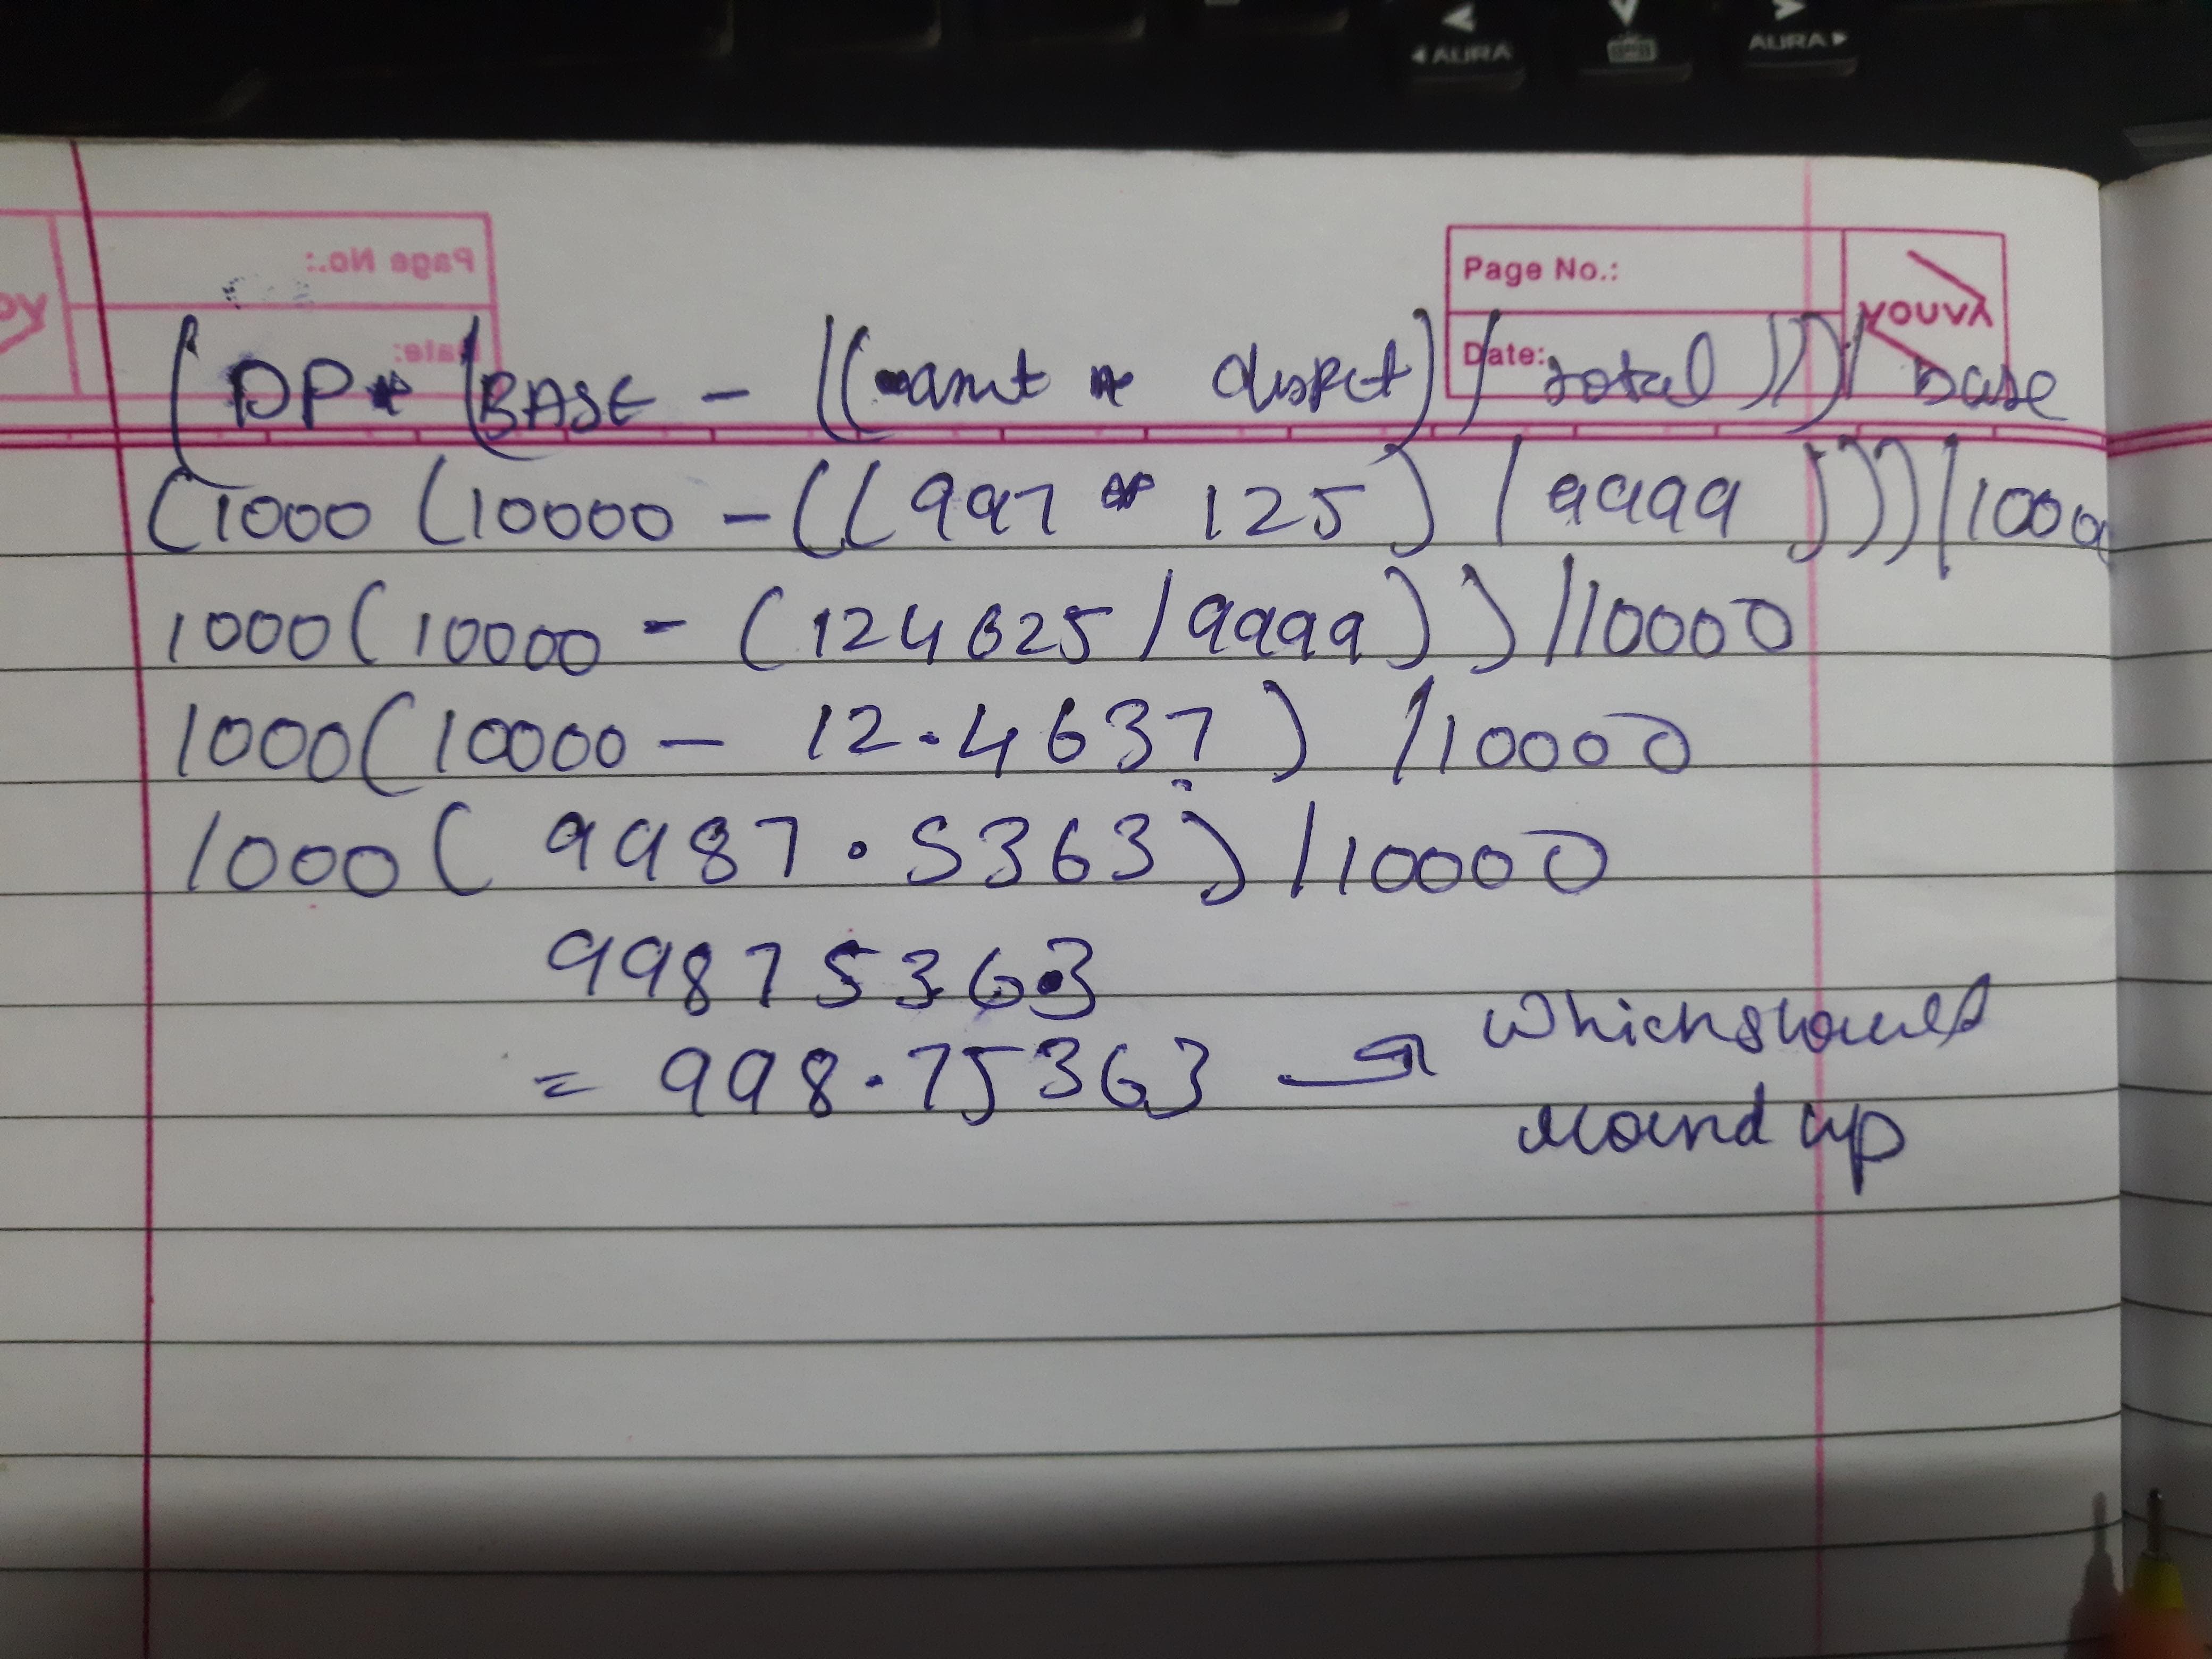 AURA
AURA
Page No.:
Page No.:
Date:
Date:
YOUVA
(DP * (BASE - ((amt * dispct) / total))) / base
(1000 (10000 - ((997 * 125) / 9999))) / 1000
1000 (10000 - (124625 / 9999)) / 10000
1000 (10000 - 12.4637) / 10000
1000 (9987.5363) / 10000
9987536.3
= 998.75363 → which should
round up